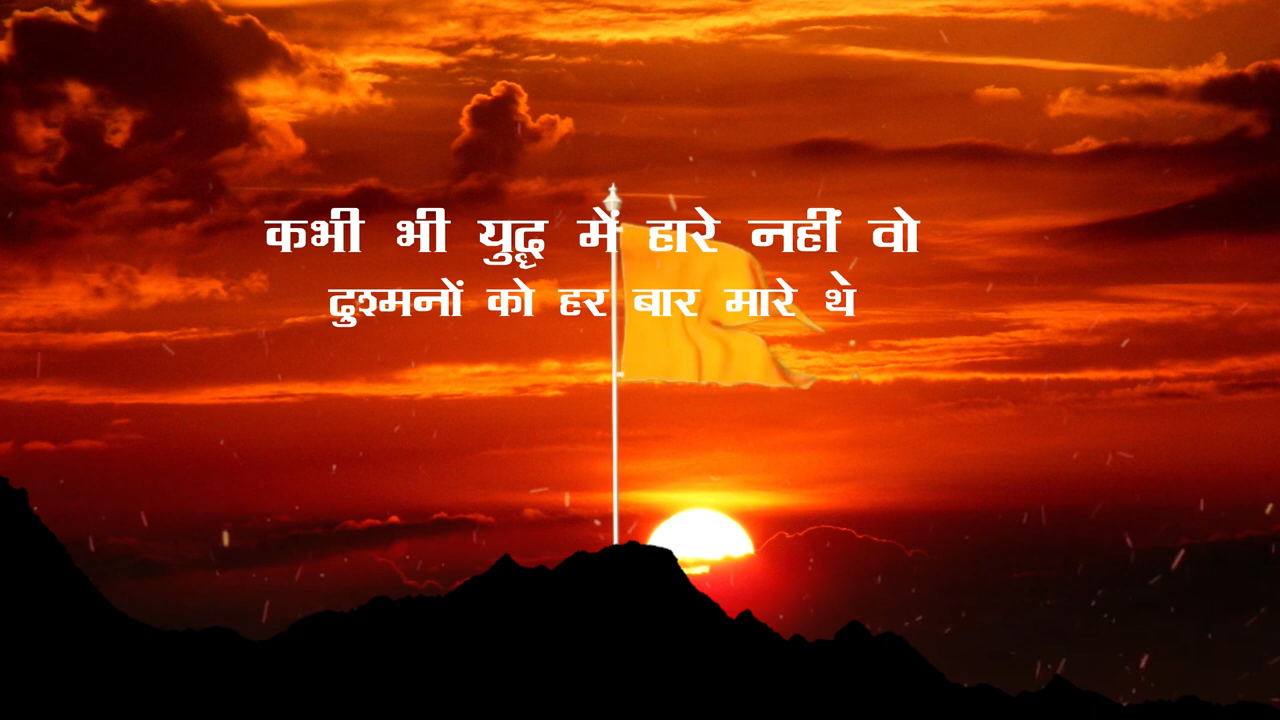 कभी भी युद्ध में हारे नहीं वो
दुश्मनों को हर बार मारे थे